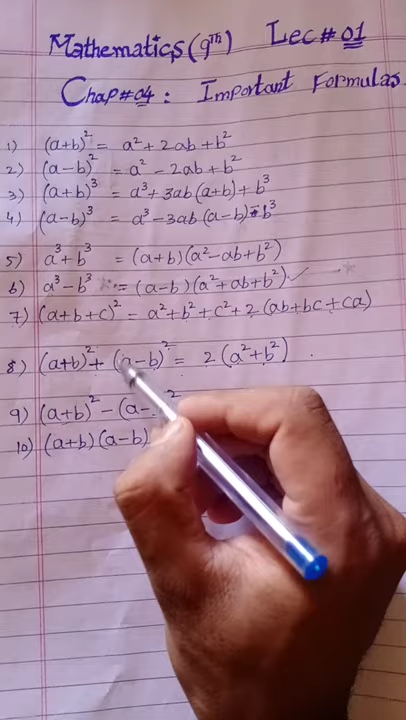 Mathematics (9th) Lec# 01
Chap#04: Important Formulas
1) (a+b)² = a² + 2ab + b²
2) (a-b)² = a² - 2ab + b²
3) (a+b)³ = a³ + 3ab(a+b) + b³
4) (a-b)³ = a³ - 3ab(a-b) - b³
5) a³ + b³ = (a+b)(a² - ab + b²)
6) a³ - b³ = (a-b)(a² + ab + b²)
7) (a+b+c)² = a² + b² + c² + 2(ab+bc+ca)
8) (a+b)² + (a-b)² = 2(a² + b²)
9) (a+b)² - (a-
10) (a+b)(a-b)